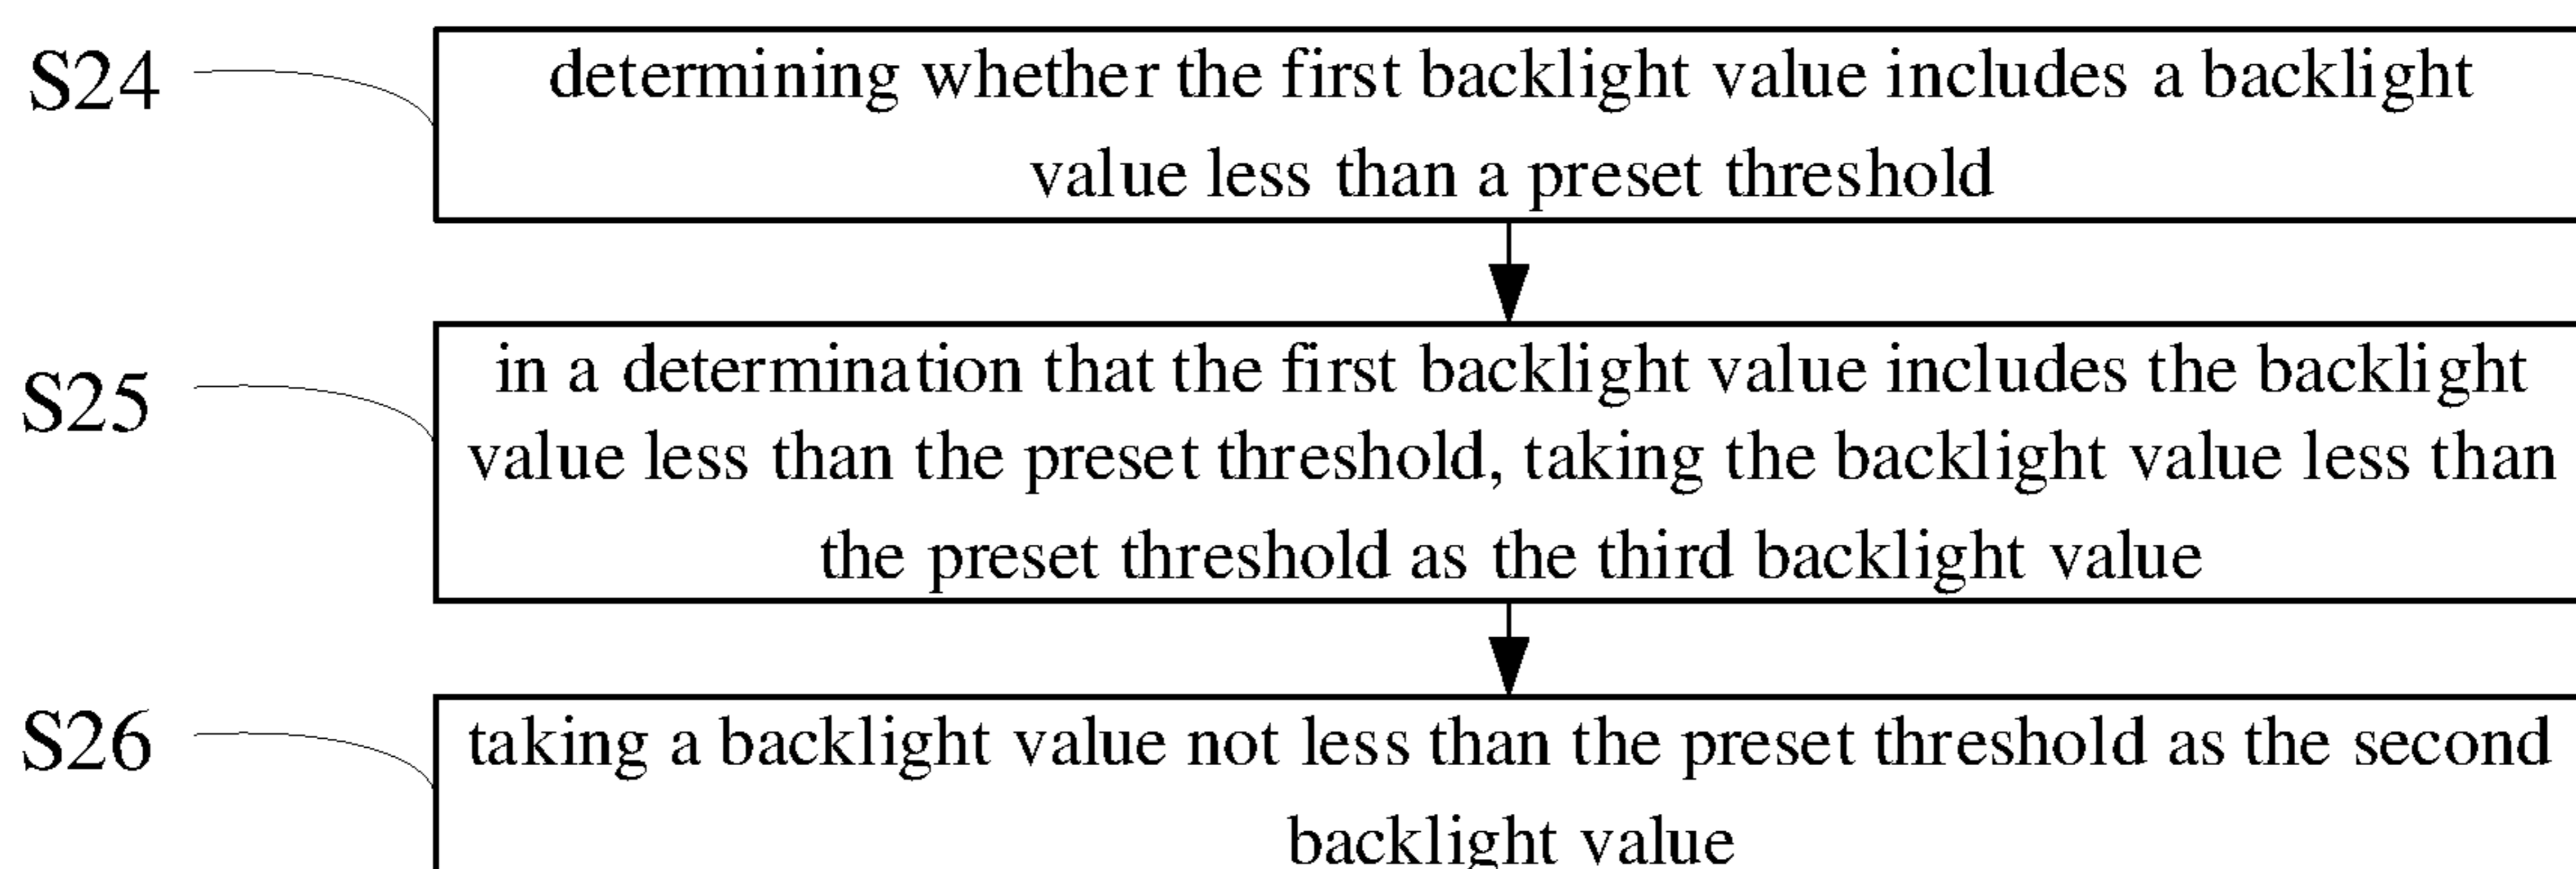 S24
determining whether the first backlight value includes a backlight
value less than a preset threshold
S25
in a determination that the first backlight value includes the backlight
value less than the preset threshold, taking the backlight value less than
the preset threshold as the third backlight value
S26
taking a backlight value not less than the preset threshold as the second
backlight value